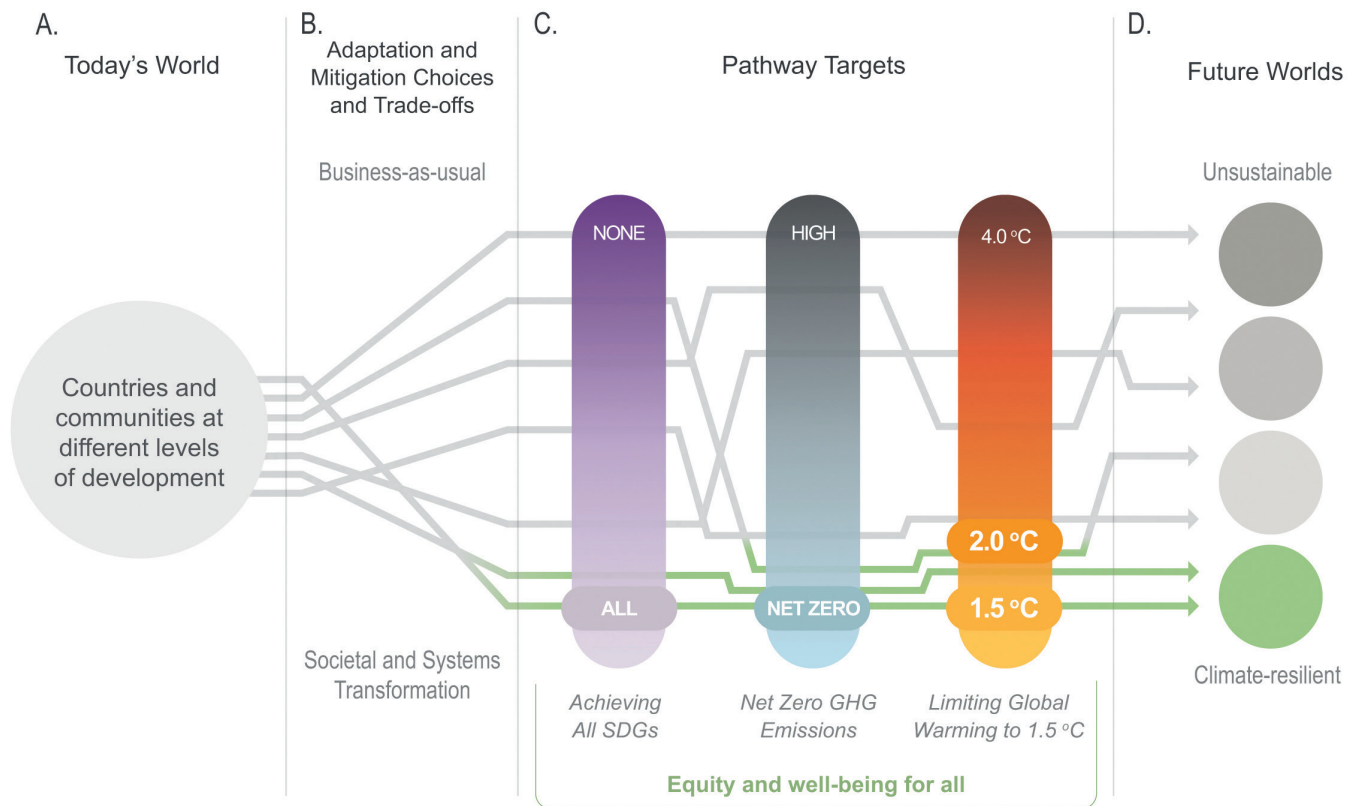 A.
Today's World
B.
Adaptation and
Mitigation Choices
and Trade-offs
C.
Pathway Targets
D.
Future Worlds
Business-as-usual
Unsustainable
NONE
HIGH
4.0 °C
Countries and
communities at
different levels
of development
2.0 °C
ALL
NET ZERO
1.5 °C
Societal and Systems
Transformation
Climate-resilient
Achieving
All SDGs
Net Zero GHG
Emissions
Limiting Global
Warming to 1.5 °C
Equity and well-being for all